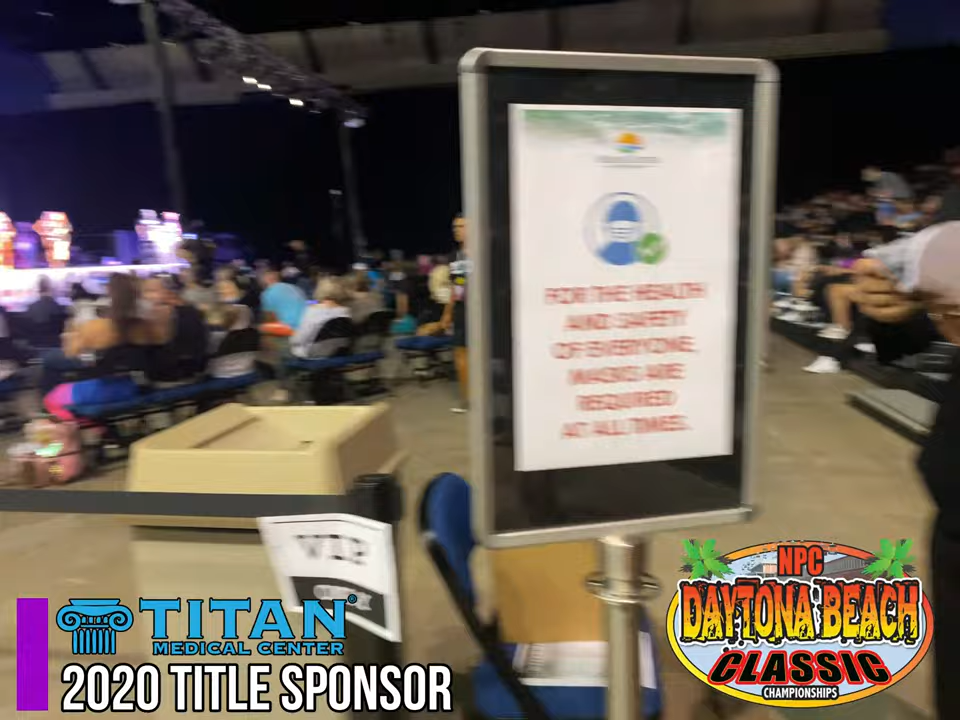 FOR THE HEALTH
AND SAFETY
OF EVERYONE,
MASKS ARE
REQUIRED
AT ALL TIMES.
VIP
TITAN®
MEDICAL CENTER
2020 TITLE SPONSOR
NPC
DAYTONA BEACH
CLASSIC
CHAMPIONSHIPS